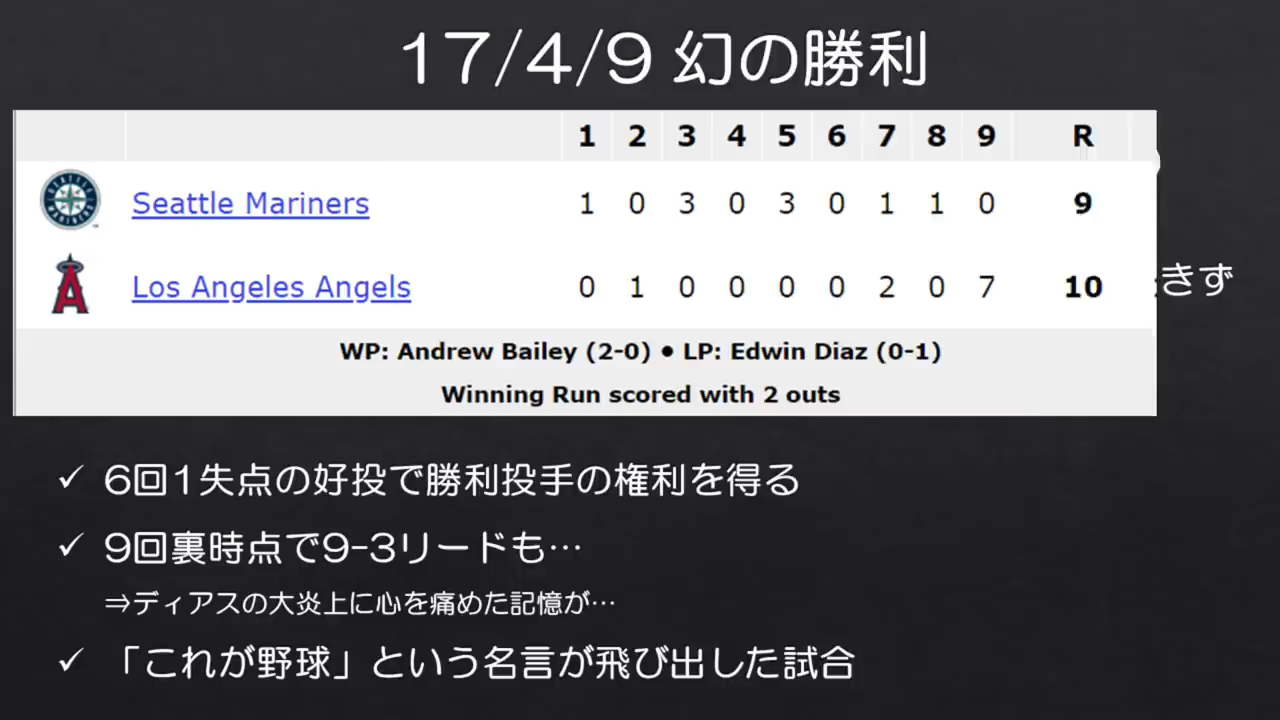 17/4/9 幻の勝利
1 2 3 4 5 6 7 8 9 R
Seattle Mariners 1 0 3 0 3 0 1 1 0 9
Los Angeles Angels 0 1 0 0 0 0 2 0 7 10
きず
WP: Andrew Bailey (2-0) ● LP: Edwin Diaz (0-1)
Winning Run scored with 2 outs
✓ 6回1失点の好投で勝利投手の権利を得る
✓ 9回裏時点で9-3リードも…
⇒ディアスの大炎上に心を痛めた記憶が…
✓ 「これが野球」という名言が飛び出した試合